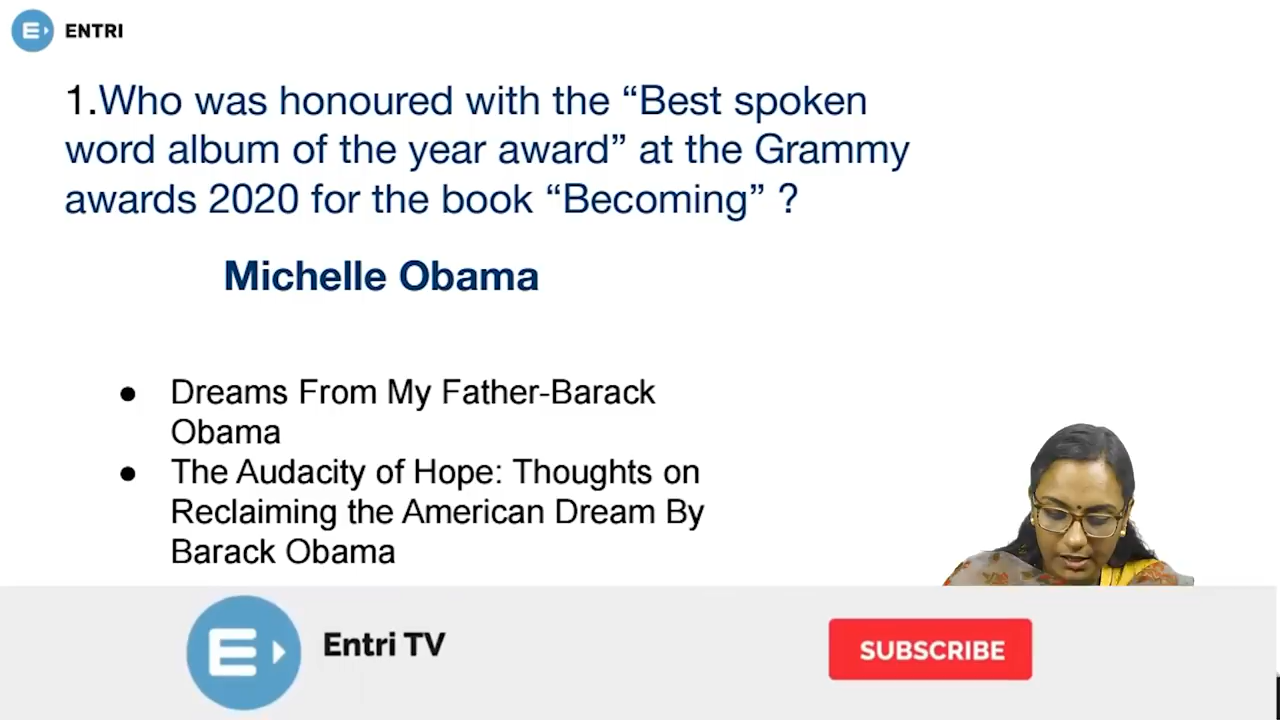 ENTRI
1.Who was honoured with the “Best spoken
word album of the year award” at the Grammy
awards 2020 for the book “Becoming” ?
Michelle Obama
● Dreams From My Father-Barack
Obama
● The Audacity of Hope: Thoughts on
Reclaiming the American Dream By
Barack Obama
Entri TV
SUBSCRIBE